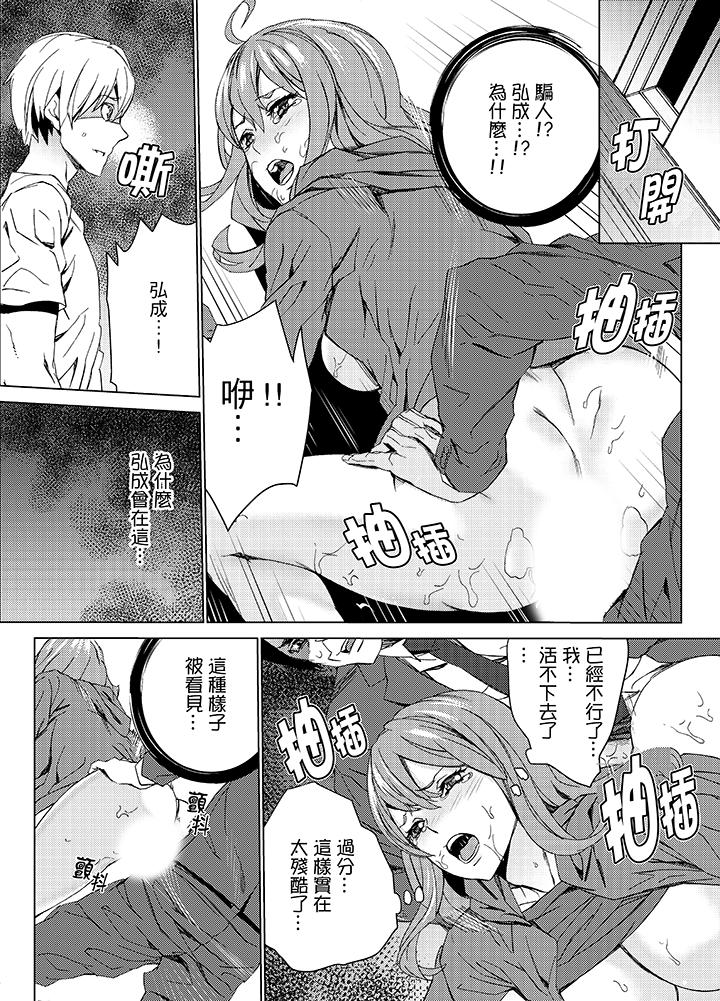 打開
騙人!?
弘成…!?
為什麼…!!
抽插
咿!!
…
抽插
嘶
弘成…!
為什麼
弘成會在這…
已經不行了…
我…
活不下去了
抽插
抽插
過分…
這樣實在
太殘酷了…
這種樣子
被看見…
顫抖
顫抖